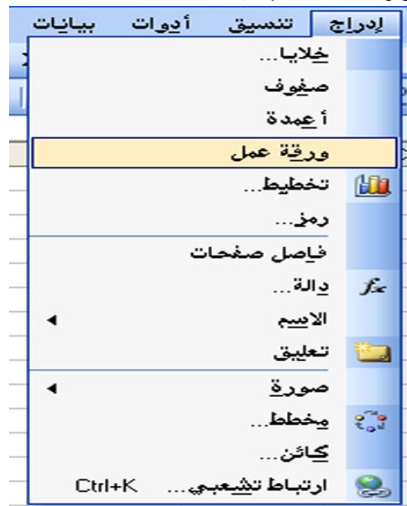 إدراج تنسيق أدوات بيانات
خلايا...
صفوف
أعمدة
ورقة عمل
تخطيط...
رمز...
فاصل صفحات
دالة... fx
الاسم
تعليق
صورة
مخطط...
كائن...
ارتباط تشعبي... Ctrl+K